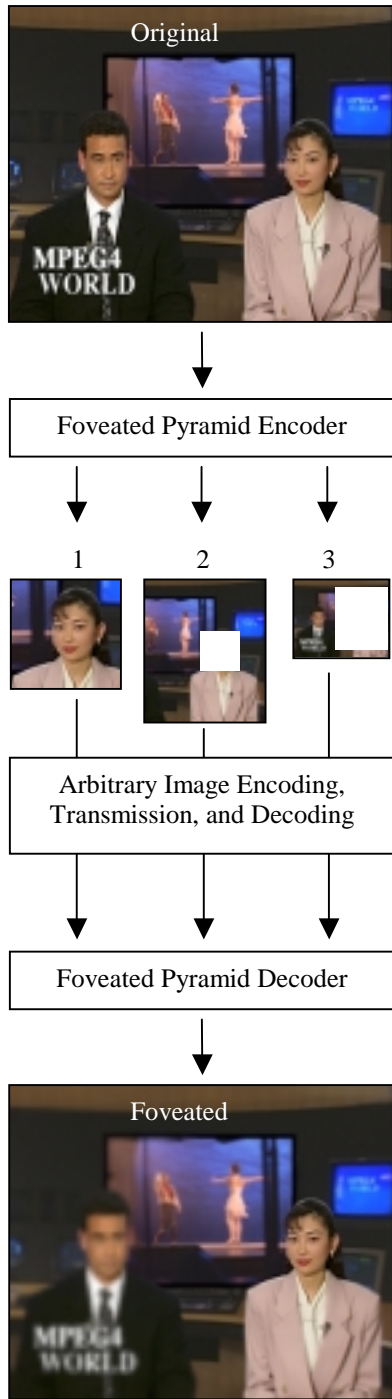 Original
MPEG4
WORLD
Foveated Pyramid Encoder
1 2 3
Arbitrary Image Encoding,
Transmission, and Decoding
Foveated Pyramid Decoder
Foveated
MPEG4
WORLD